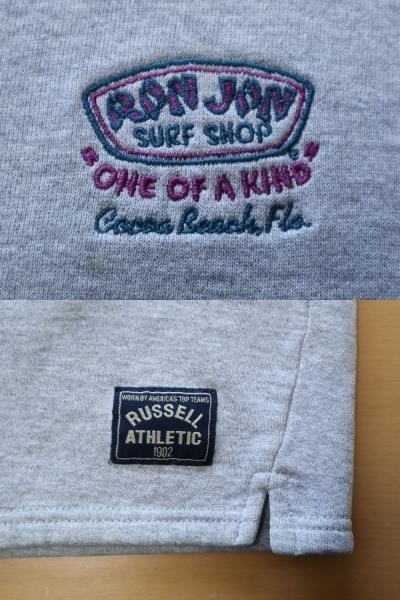 RON JON
SURF SHOP
"ONE OF A KIND"
Cocoa Beach, Fla.
WORN BY AMERICA'S TOP TEAMS
RUSSELL
ATHLETIC
1902